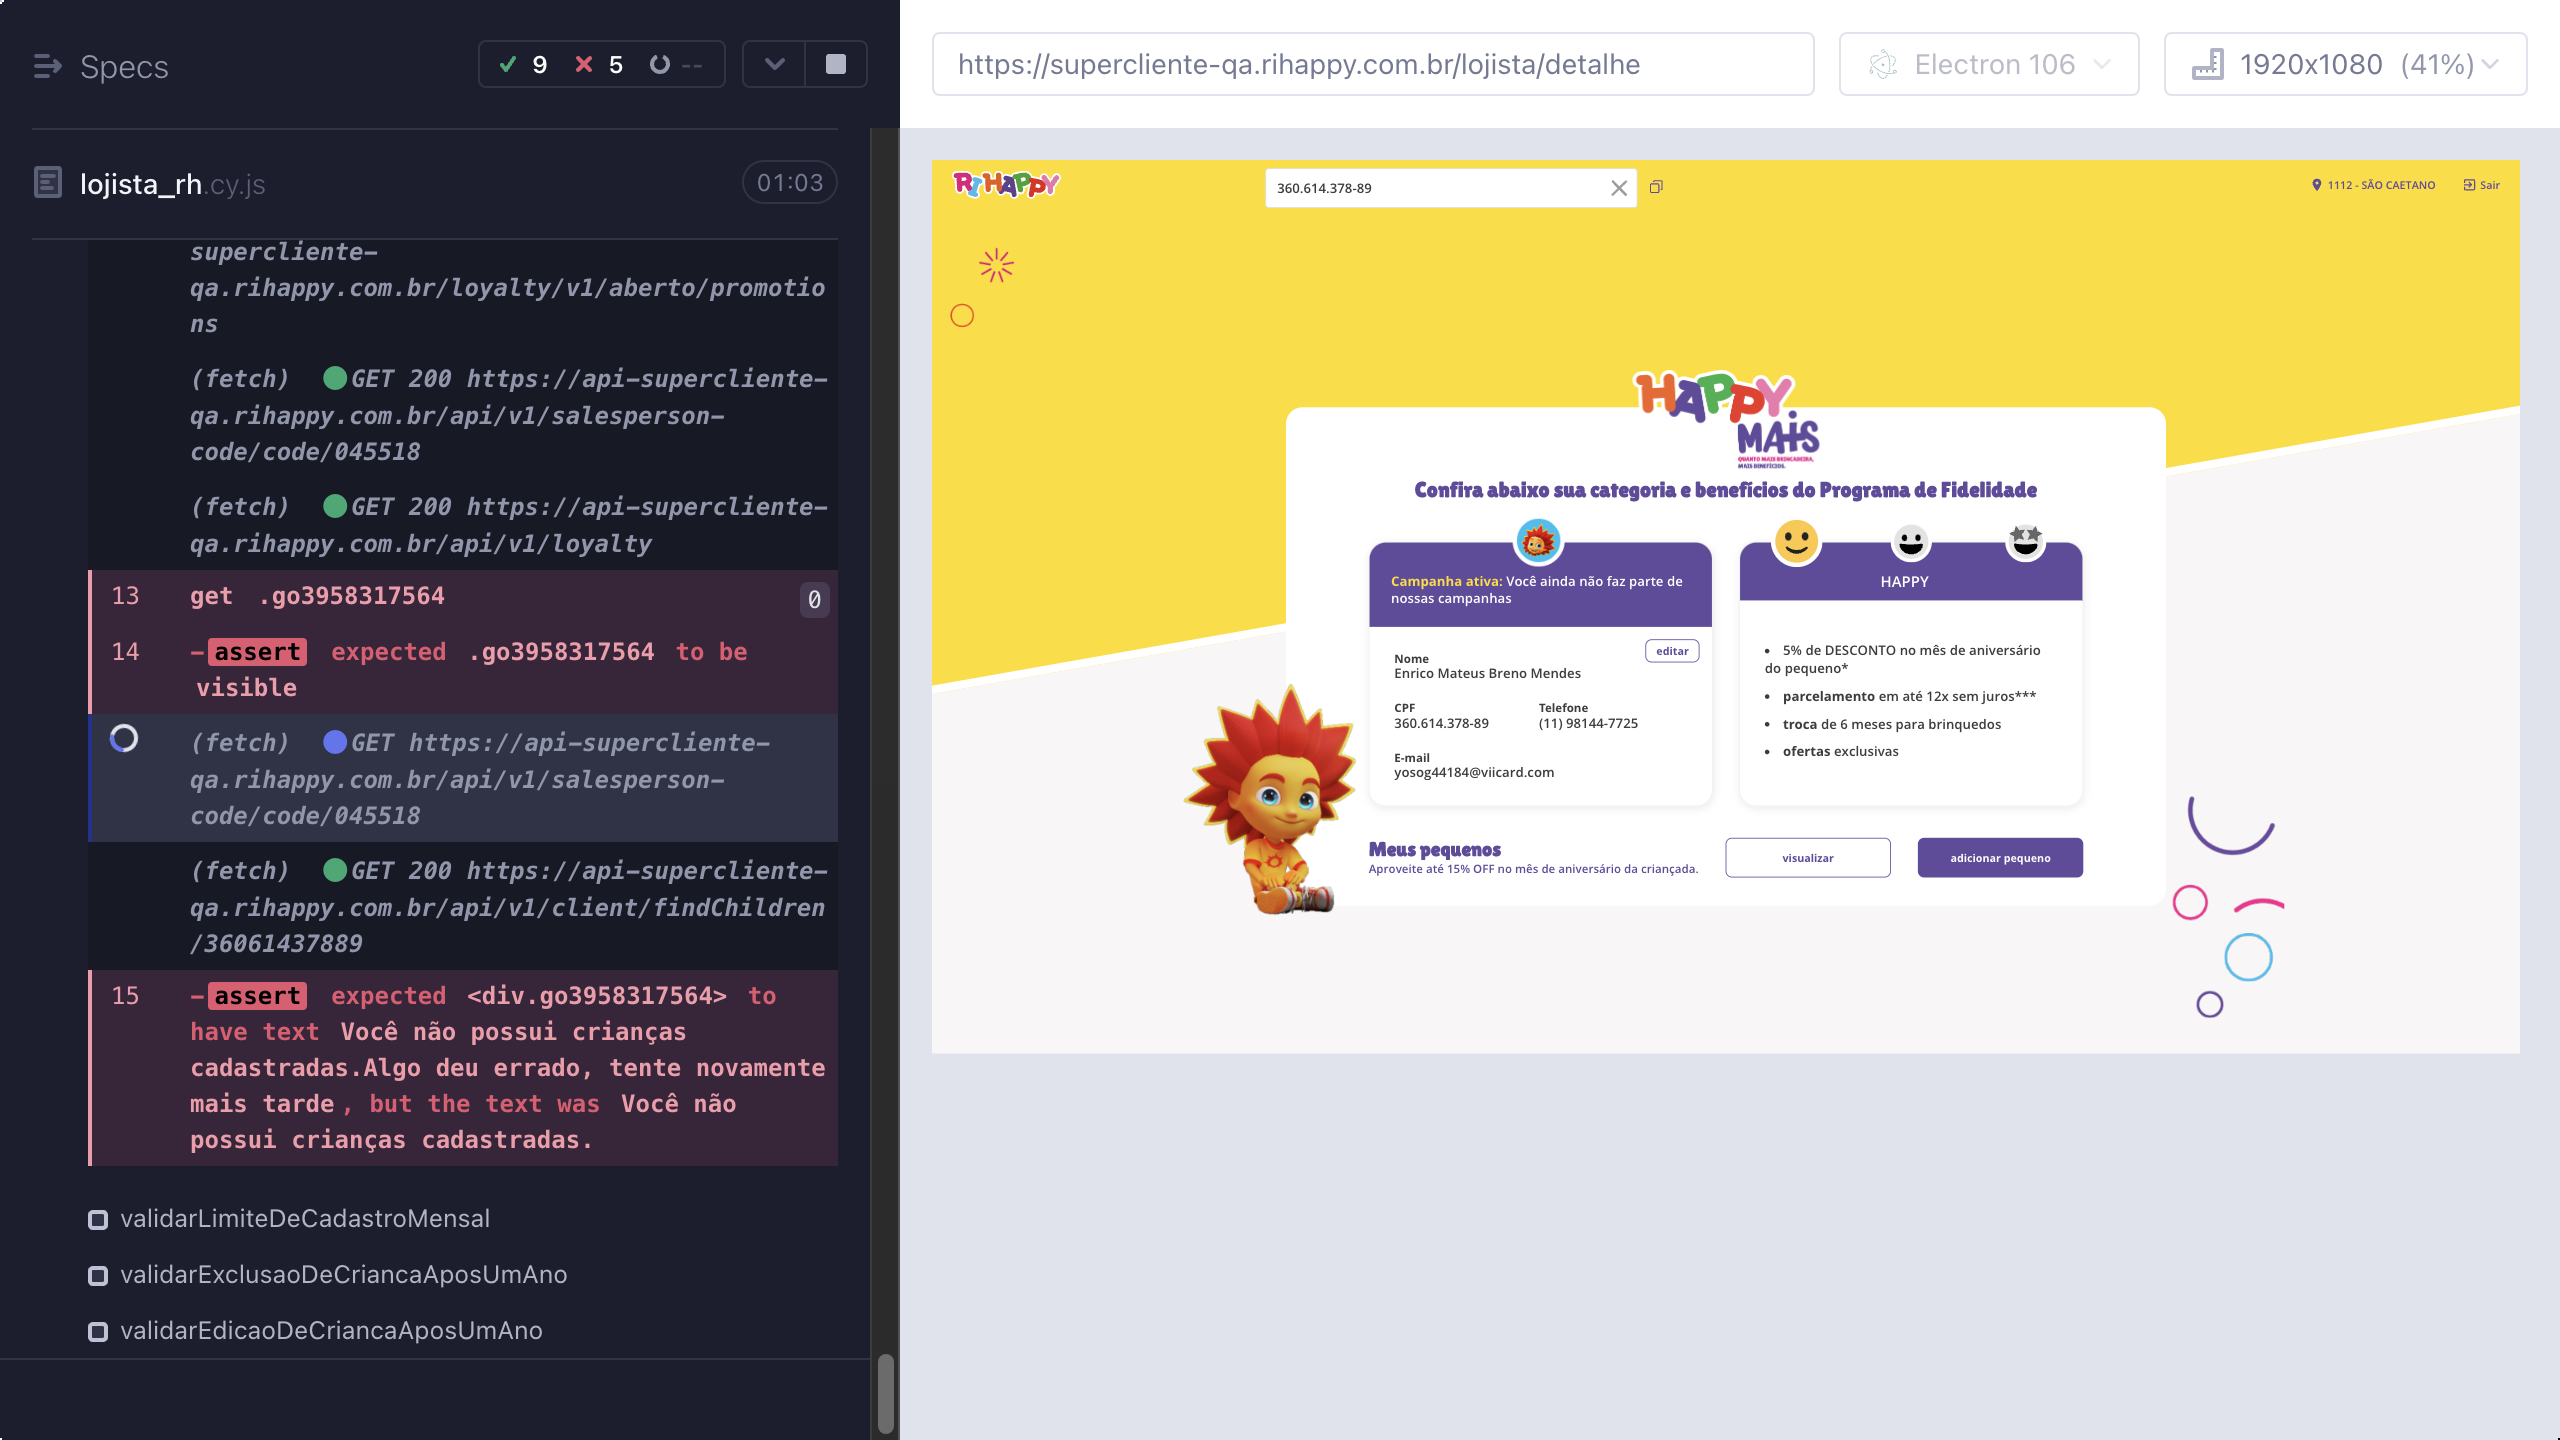 Specs
9 5 --
lojista_rh.cy.js 01:03
supercliente-
qa.rihappy.com.br/loyalty/v1/aberto/promotio
ns
(fetch) GET 200 https://api-supercliente-
qa.rihappy.com.br/api/v1/salesperson-
code/code/045518
(fetch) GET 200 https://api-supercliente-
qa.rihappy.com.br/api/v1/loyalty
13 get .go3958317564 0
14 -assert expected .go3958317564 to be
visible
(fetch) GET https://api-supercliente-
qa.rihappy.com.br/api/v1/salesperson-
code/code/045518
(fetch) GET 200 https://api-supercliente-
qa.rihappy.com.br/api/v1/client/findChildren
/36061437889
15 -assert expected <div.go3958317564> to
have text Você não possui crianças
cadastradas.Algo deu errado, tente novamente
mais tarde, but the text was Você não
possui crianças cadastradas.
validarLimiteDeCadastroMensal
validarExclusaoDeCriancaAposUmAno
validarEdicaoDeCriancaAposUmAno
https://supercliente-qa.rihappy.com.br/lojista/detalhe
Electron 106
1920x1080 (41%)
RI HAPPY
360.614.378-89
1112 - SÃO CAETANO
Sair
HAPPY
MAIS
QUANTO MAIS BRINCADEIRA,
MAIS BENEFÍCIOS.
Confira abaixo sua categoria e benefícios do Programa de Fidelidade
Campanha ativa: Você ainda não faz parte de
nossas campanhas
editar
Nome
Enrico Mateus Breno Mendes
CPF Telefone
360.614.378-89 (11) 98144-7725
E-mail
yosog44184@viicard.com
HAPPY
• 5% de DESCONTO no mês de aniversário
do pequeno*
• parcelamento em até 12x sem juros***
• troca de 6 meses para brinquedos
• ofertas exclusivas
Meus pequenos
Aproveite até 15% OFF no mês de aniversário da criançada.
visualizar
adicionar pequeno